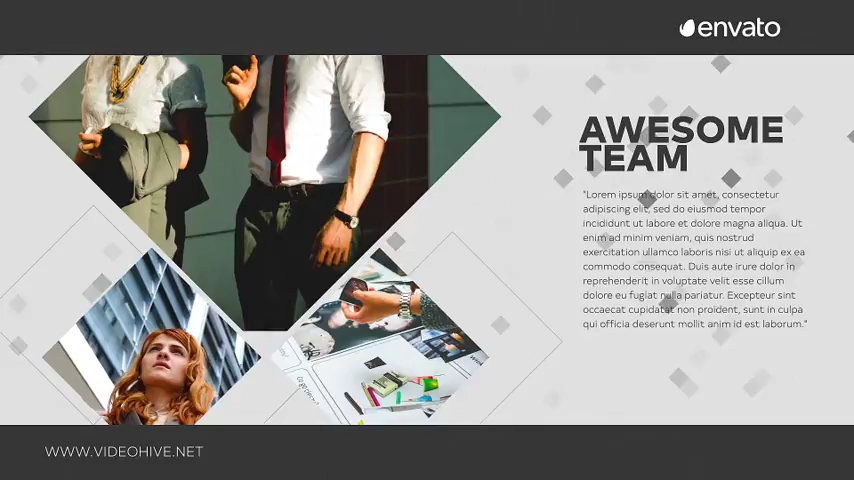 envato
AWESOME
TEAM
"Lorem ipsum dolor sit amet, consectetur
adipiscing elit, sed do eiusmod tempor
incididunt ut labore et dolore magna aliqua. Ut
enim ad minim veniam, quis nostrud
exercitation ullamco laboris nisi ut aliquip ex ea
commodo consequat. Duis aute irure dolor in
reprehenderit in voluptate velit esse cillum
dolore eu fugiat nulla pariatur. Excepteur sint
occaecat cupidatat non proident, sunt in culpa
qui officia deserunt mollit anim id est laborum."
WWW.VIDEOHIVE.NET